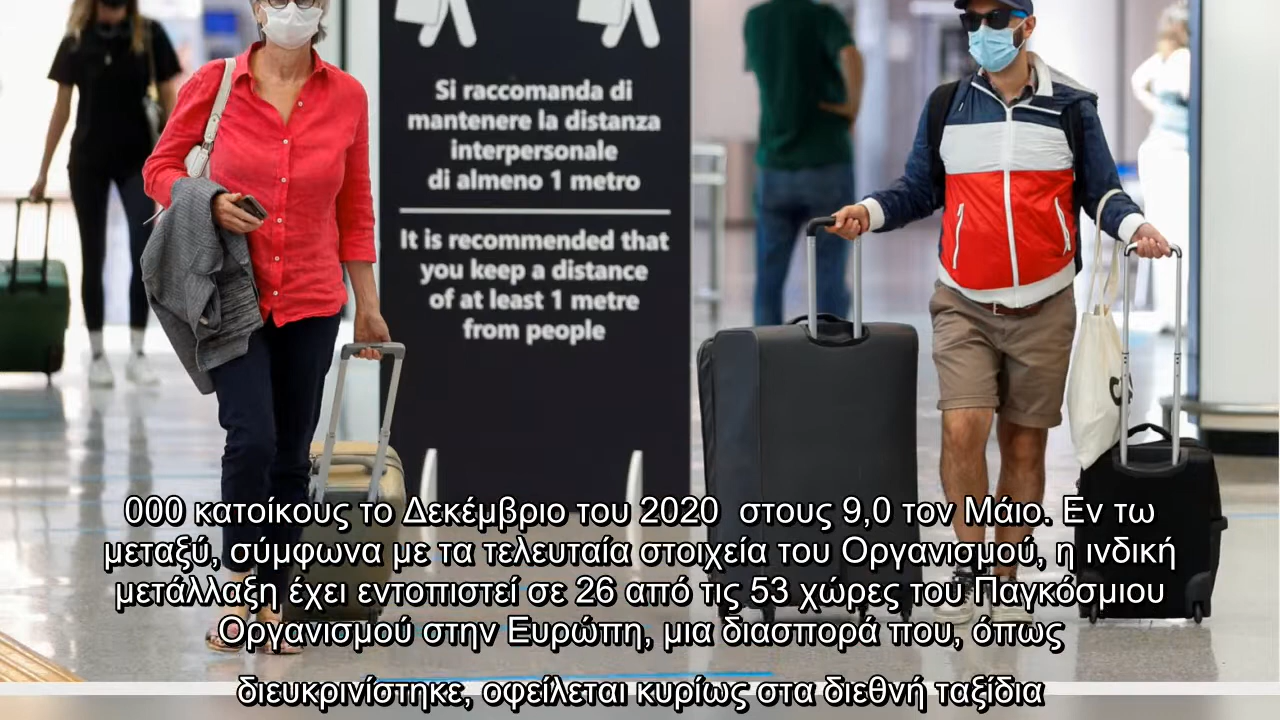 Si raccomanda di
mantenere la distanza
interpersonale
di almeno 1 metro
It is recommended that
you keep a distance
of at least 1 metre
from people
000 κατοίκους το Δεκέμβριο του 2020  στους 9,0 τον Μάιο. Εν τω
μεταξύ, σύμφωνα με τα τελευταία στοιχεία του Οργανισμού, η ινδική
μετάλλαξη έχει εντοπιστεί σε 26 από τις 53 χώρες του Παγκόσμιου
Οργανισμού στην Ευρώπη, μια διασπορά που, όπως
διευκρινίστηκε, οφείλεται κυρίως στα διεθνή ταξίδια